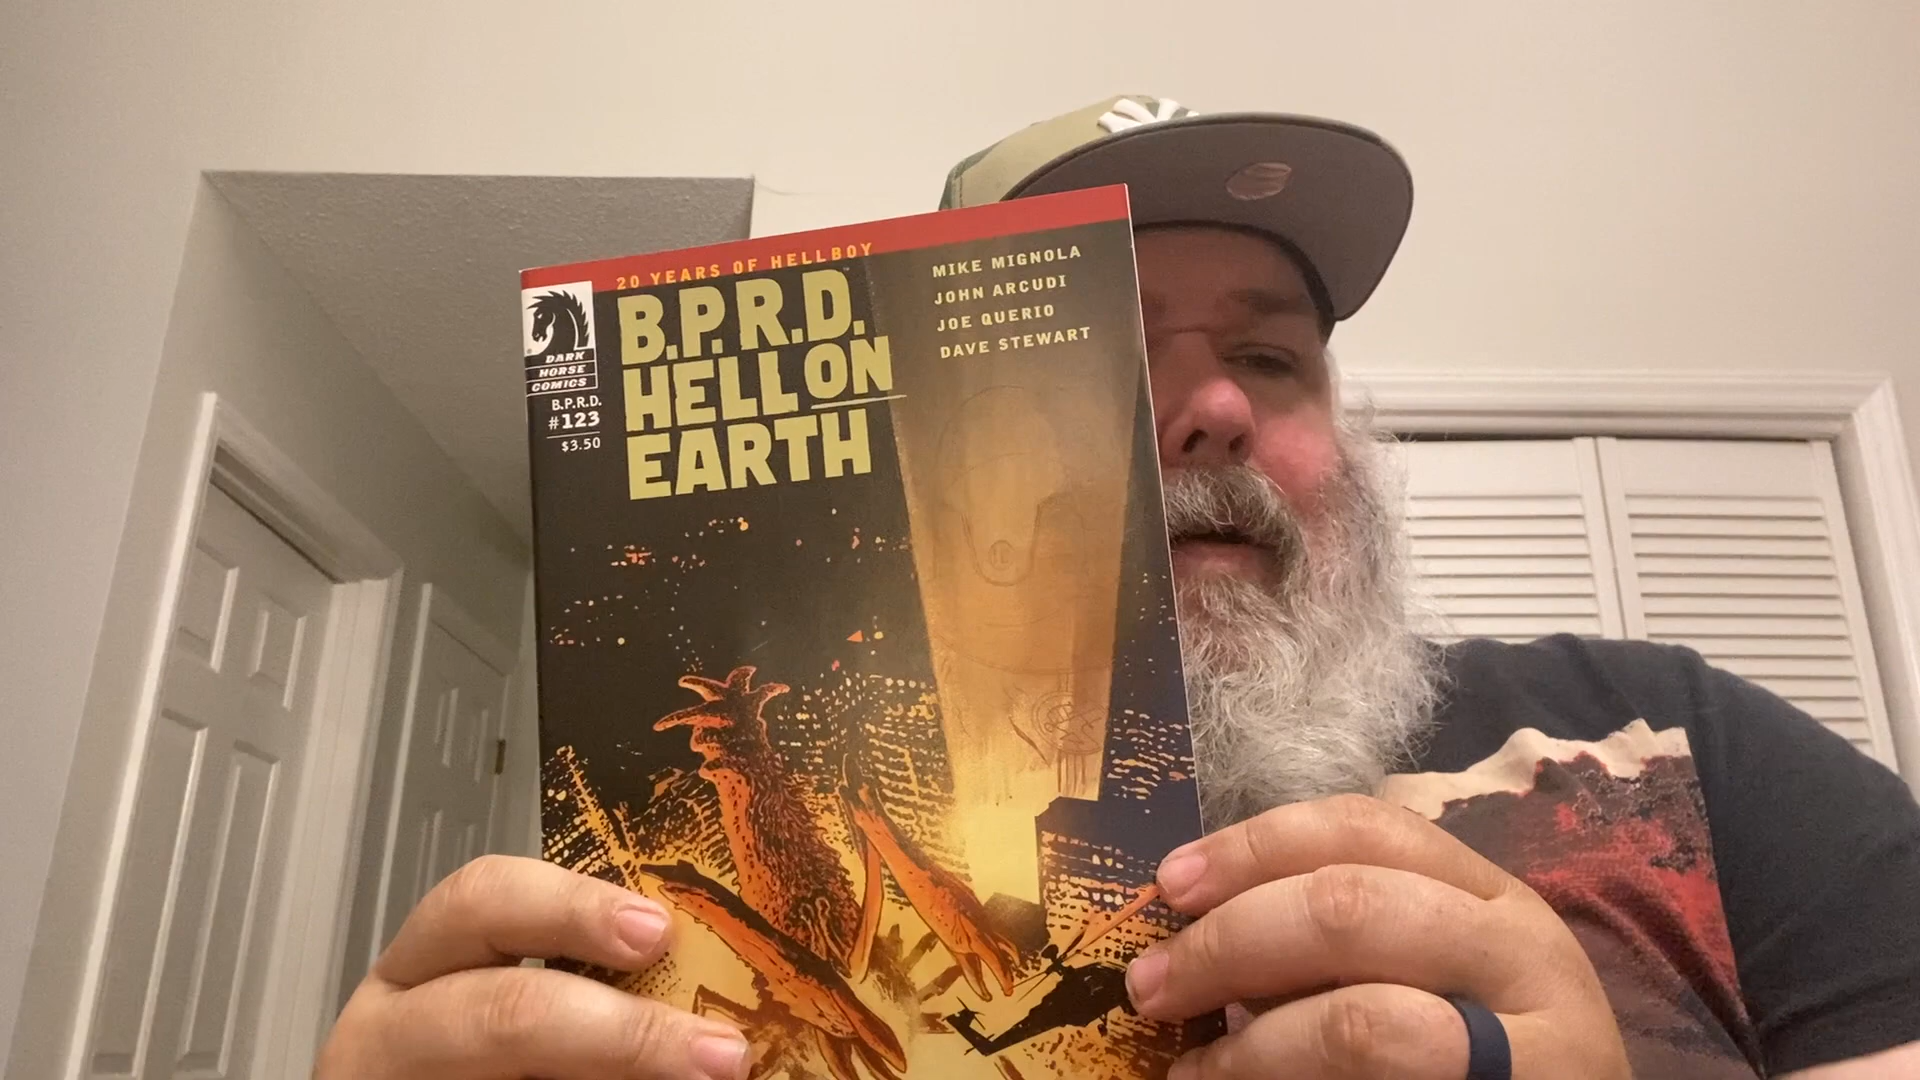 20 YEARS OF HELLBOY
B.P.R.D.
HELL ON
EARTH
MIKE MIGNOLA
JOHN ARCUDI
JOE QUERIO
DAVE STEWART
DARK
HORSE
COMICS
B.P.R.D.
#123
$3.50